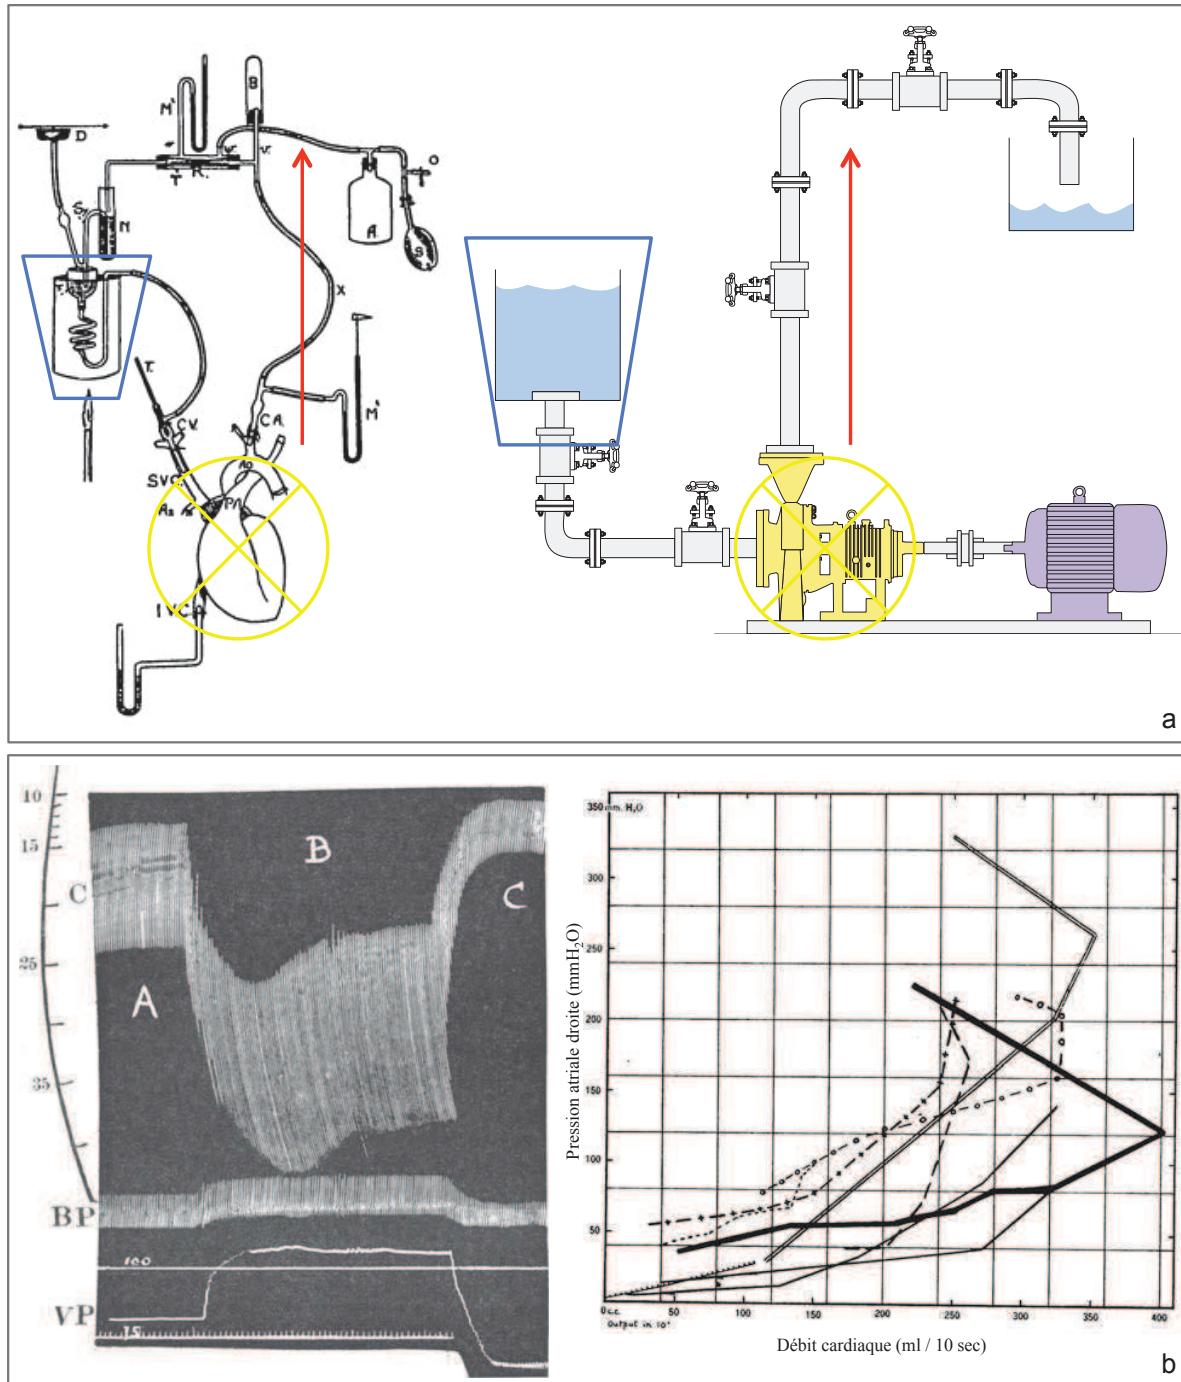 B
M'
D
v.
O
T
R.
S
N
A.
S
X
T.
M'
CV.
C A.
SVC.
AO
PA
I V C A
a
10
15
C
25
35
B
C
A
BP
100
VP
15
350 mm. H₂O
300
250
200
150
100
50
0 c.c.
50
100
150
200
250
300
350
400
Output in 10"
Pression atriale droite (mmH₂O)
Débit cardiaque (ml / 10 sec)
b